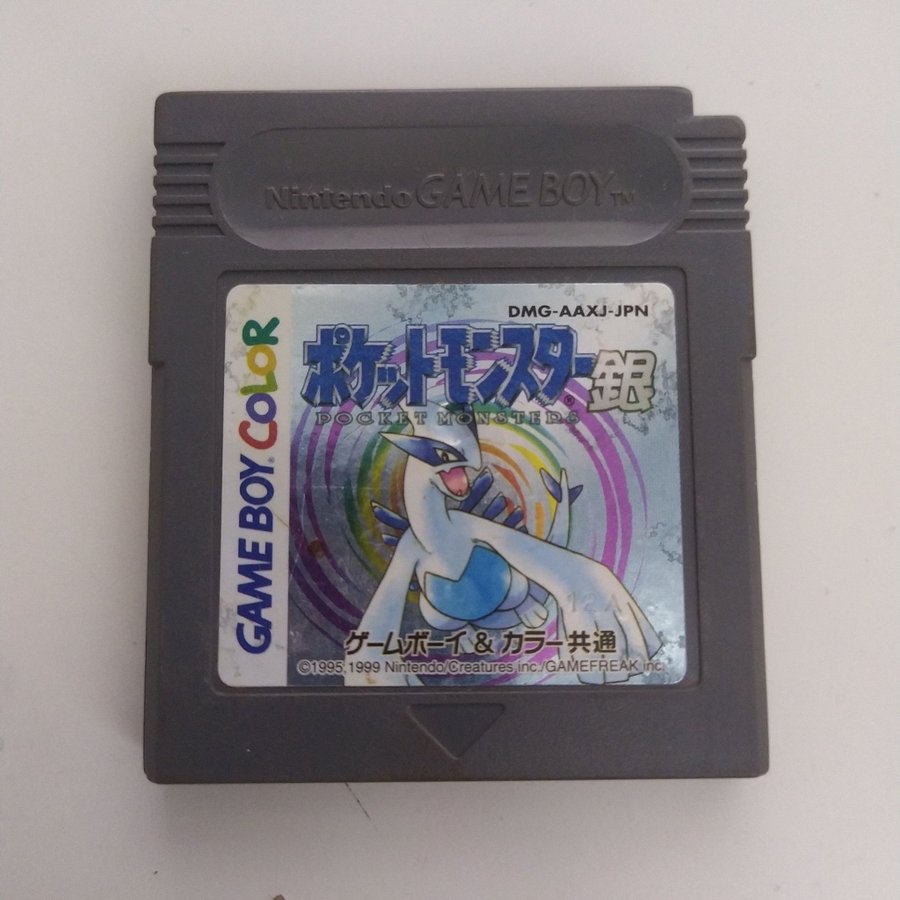 Nintendo GAME BOY™
GAME BOY COLOR
DMG-AAXJ-JPN
ポケットモンスター®銀
POCKET MONSTERS
12 A
ゲームボーイ & カラー共通
©1995,1999 Nintendo/Creatures inc./GAMEFREAK inc.